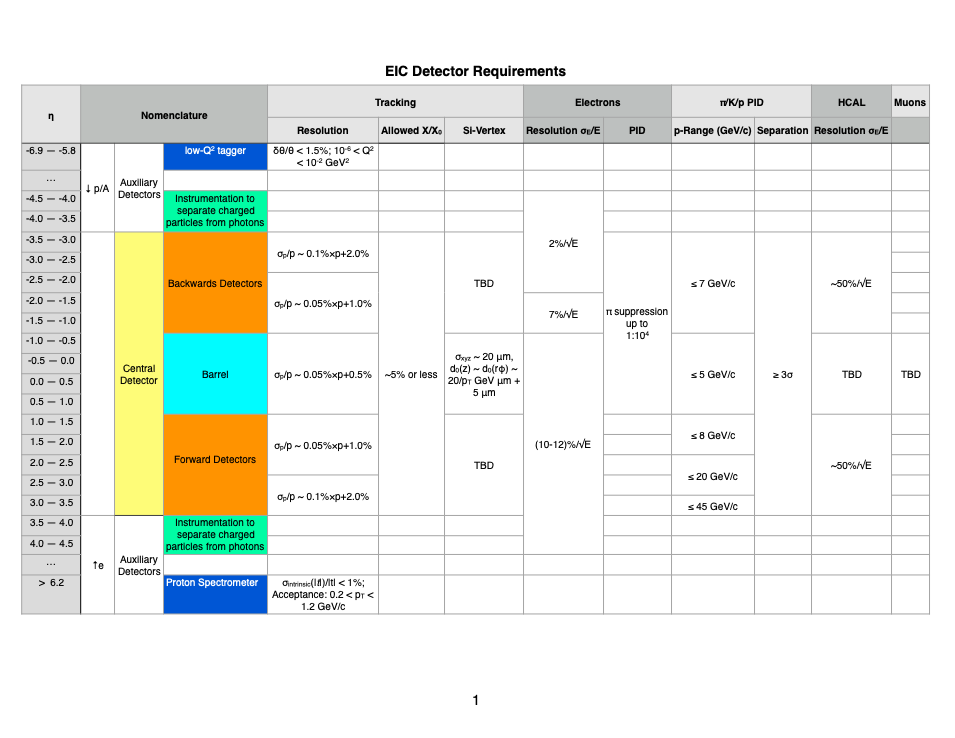 EIC Detector Requirements
η Nomenclature Tracking Electrons π/K/p PID HCAL Muons
Resolution Allowed X/X₀ Si-Vertex Resolution σE/E PID p-Range (GeV/c) Separation Resolution σE/E
-6.9 — -5.8 low-Q² tagger δθ/θ < 1.5%; 10⁻⁶ < Q²
< 10⁻² GeV²
...
↓ p/A Auxiliary
Detectors
-4.5 — -4.0 Instrumentation to
separate charged
particles from photons
-4.0 — -3.5
2%/√E
-3.5 — -3.0 σp/p ~ 0.1%×p+2.0%
-3.0 — -2.5
-2.5 — -2.0 Backwards Detectors TBD ≤ 7 GeV/c ~50%/√E
-2.0 — -1.5 σp/p ~ 0.05%×p+1.0%
-1.5 — -1.0 7%/√E π suppression
up to
1:10⁴
-1.0 — -0.5
-0.5 — 0.0 σxyz ~ 20 μm,
d₀(z) ~ d₀(rφ) ~
20/pT GeV μm +
5 μm
0.0 — 0.5 Central
Detector Barrel σp/p ~ 0.05%×p+0.5% ~5% or less ≤ 5 GeV/c ≥ 3σ TBD TBD
0.5 — 1.0
1.0 — 1.5 ≤ 8 GeV/c
1.5 — 2.0 σp/p ~ 0.05%×p+1.0% (10-12)%/√E
2.0 — 2.5 Forward Detectors TBD ~50%/√E
≤ 20 GeV/c
2.5 — 3.0 σp/p ~ 0.1%×p+2.0%
3.0 — 3.5 ≤ 45 GeV/c
3.5 — 4.0 Instrumentation to
separate charged
particles from photons
4.0 — 4.5
...
↑e Auxiliary
Detectors
> 6.2 Proton Spectrometer σintrinsic(|t|)/|t| < 1%;
Acceptance: 0.2 < pT <
1.2 GeV/c
1